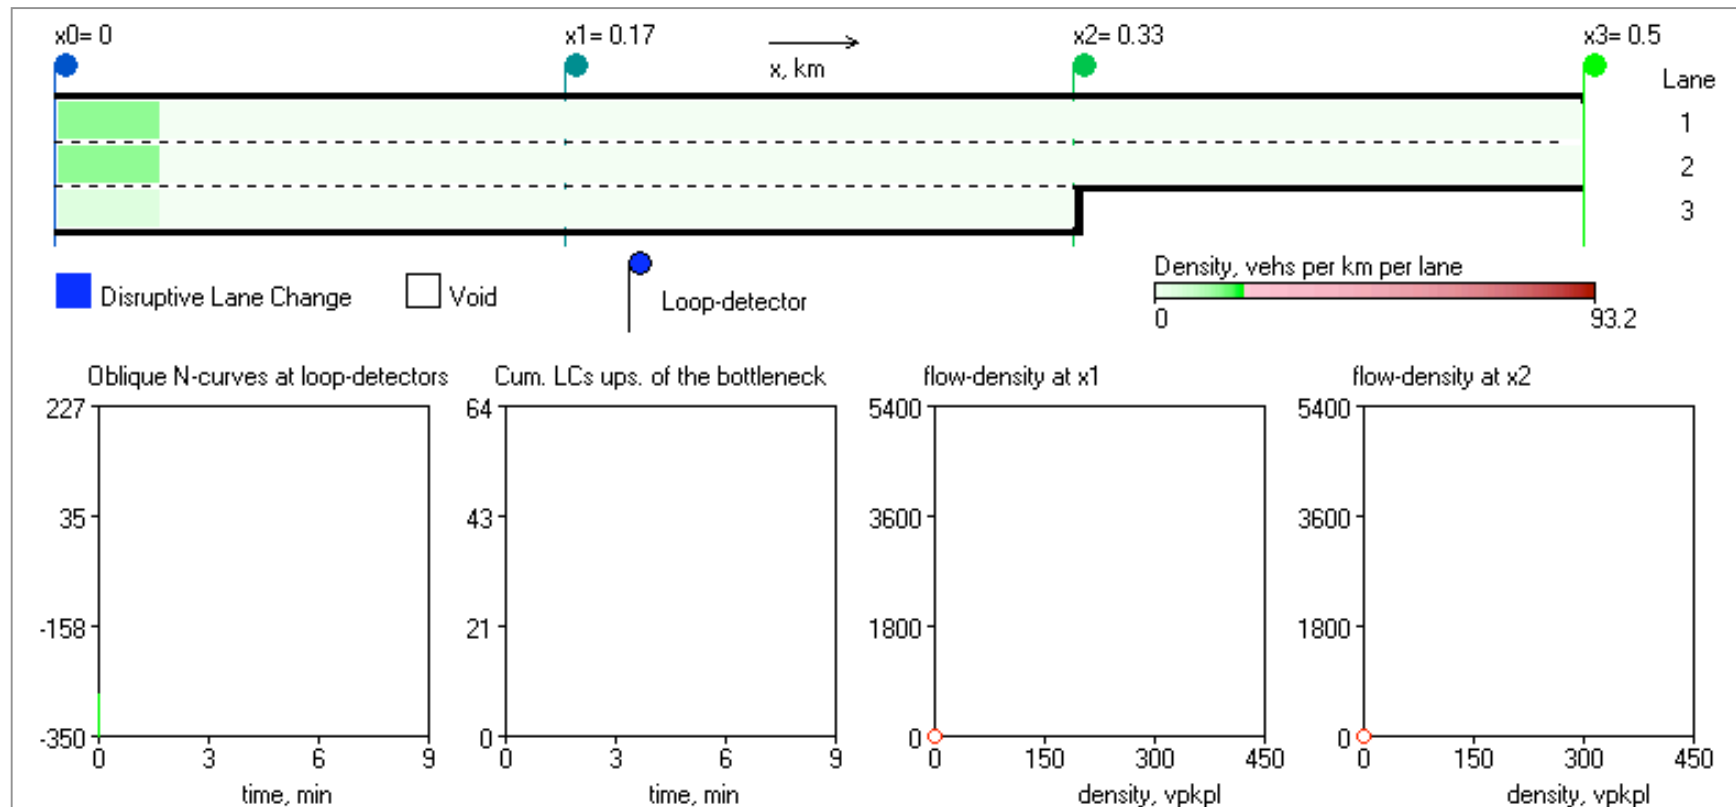 x0= 0
x1= 0.17
x, km
x2= 0.33
x3= 0.5
Lane
1
2
3
Disruptive Lane Change
Void
Loop-detector
Density, vehs per km per lane
0
93.2
Oblique N-curves at loop-detectors
227
35
-158
-350
0 3 6 9
time, min
Cum. LCs ups. of the bottleneck
64
43
21
0
0 3 6 9
time, min
flow-density at x1
5400
3600
1800
0
0 150 300 450
density, vpkpl
flow-density at x2
5400
3600
1800
0
0 150 300 450
density, vpkpl